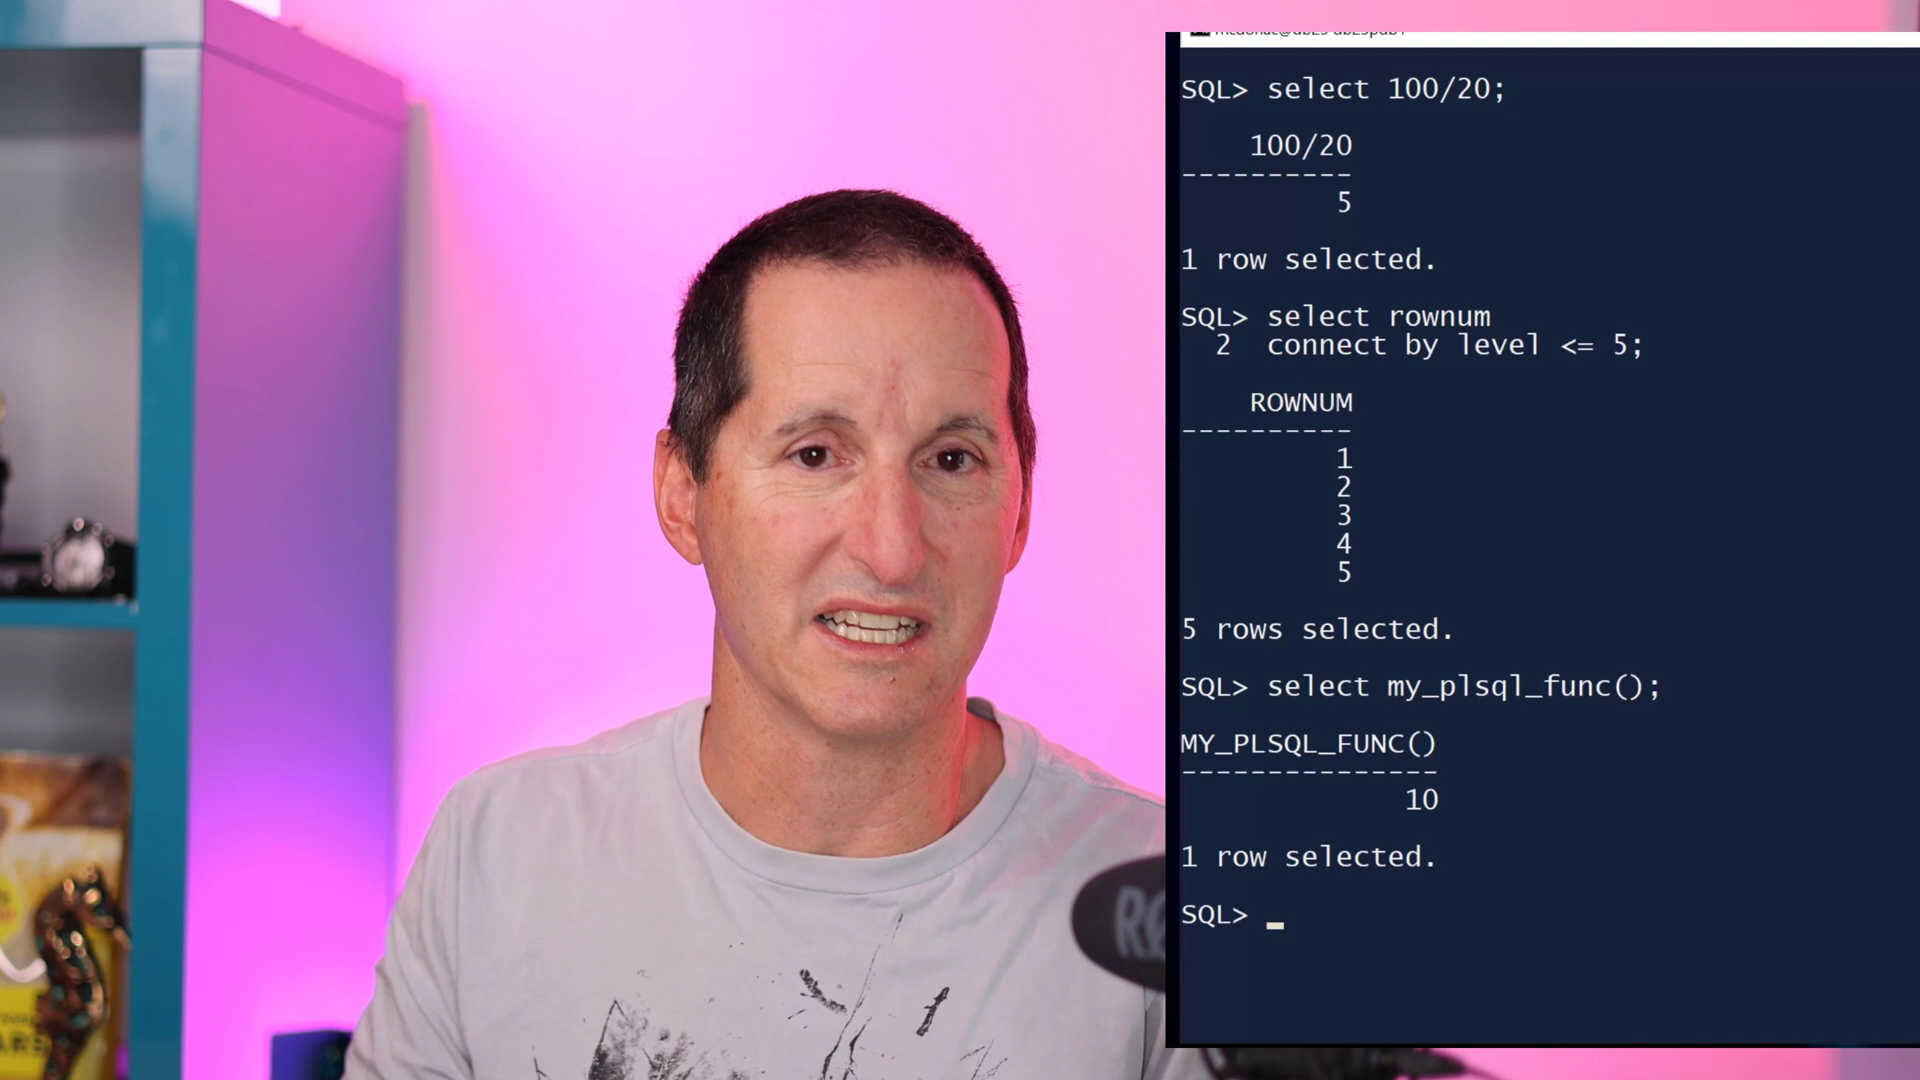 SQL> select 100/20;
100/20
----------
5
1 row selected.
SQL> select rownum
2 connect by level <= 5;
ROWNUM
----------
1
2
3
4
5
5 rows selected.
SQL> select my_plsql_func();
MY_PLSQL_FUNC()
---------------
10
1 row selected.
SQL>